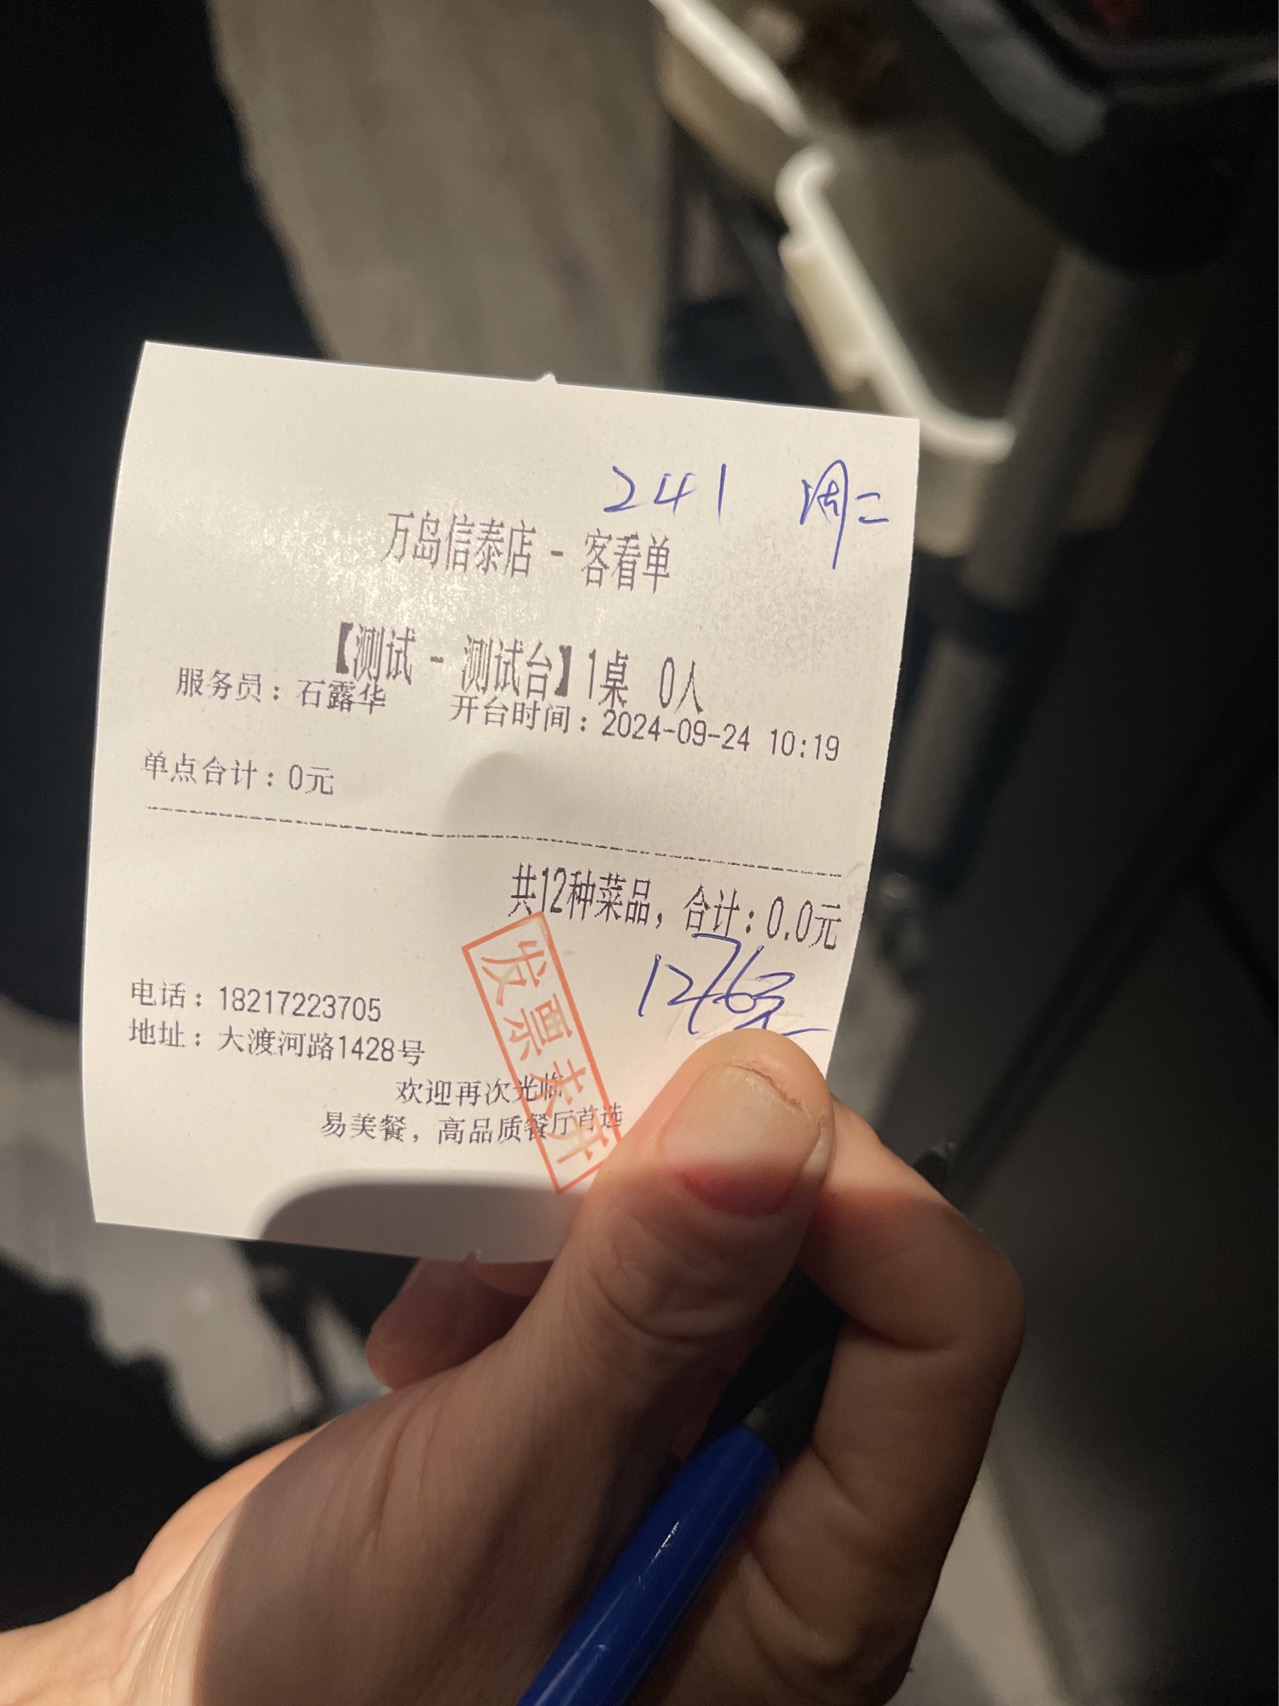 241 周二
万岛信泰店 - 客看单
【测试 - 测试台】1桌 0人
服务员：石露华 开台时间：2024-09-24 10:19
单点合计：0元
共12种菜品，合计：0.0元
1276元
发票未开
电话：18217223705
地址：大渡河路1428号
欢迎再次光临
易美餐，高品质餐厅首选